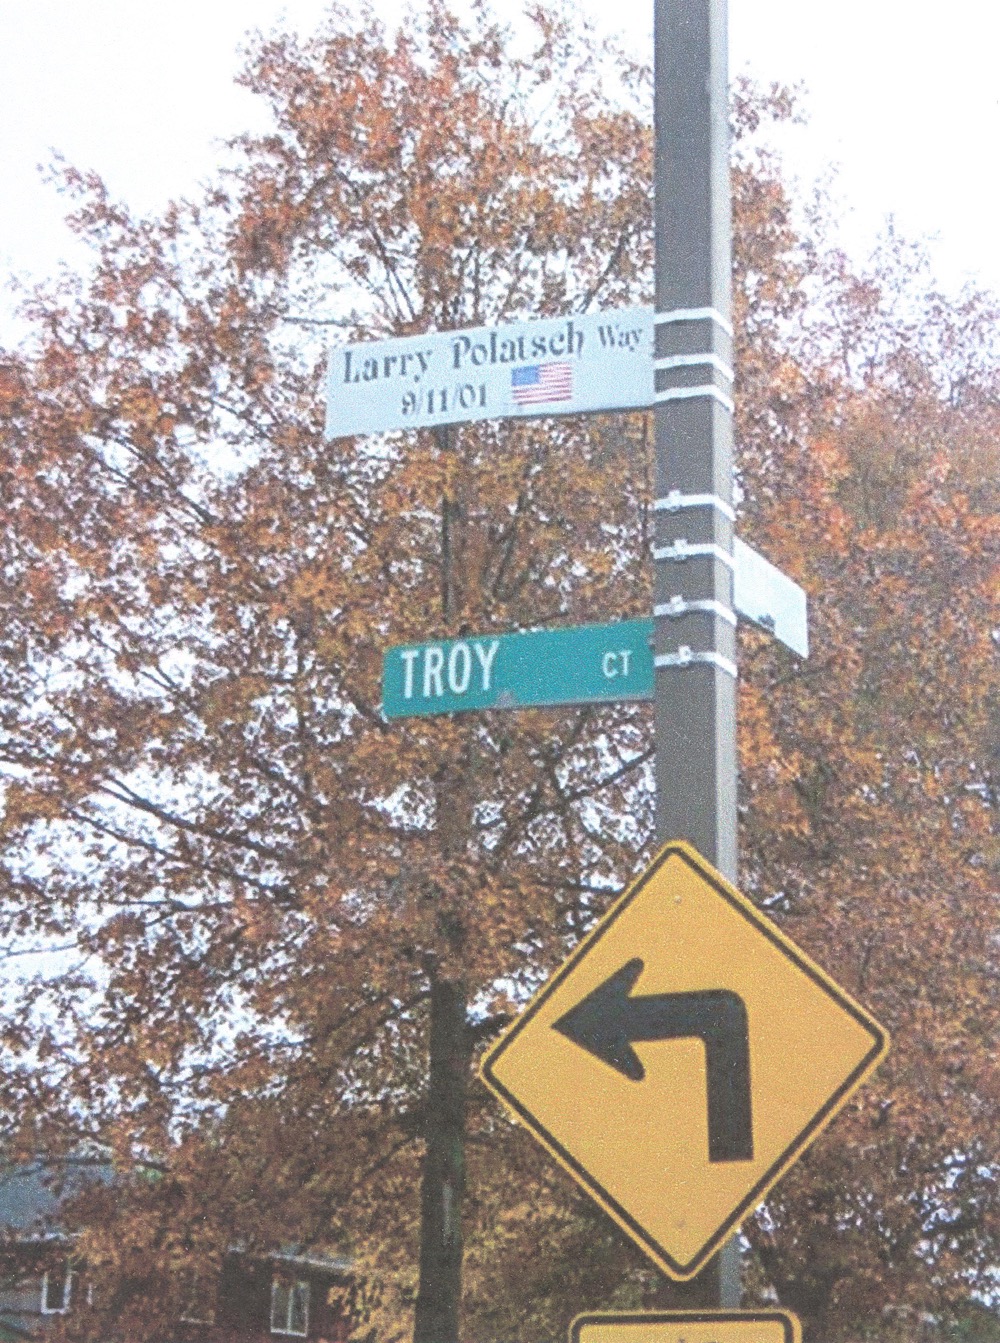 Larry Polatsch Way
9/11/01
TROY CT